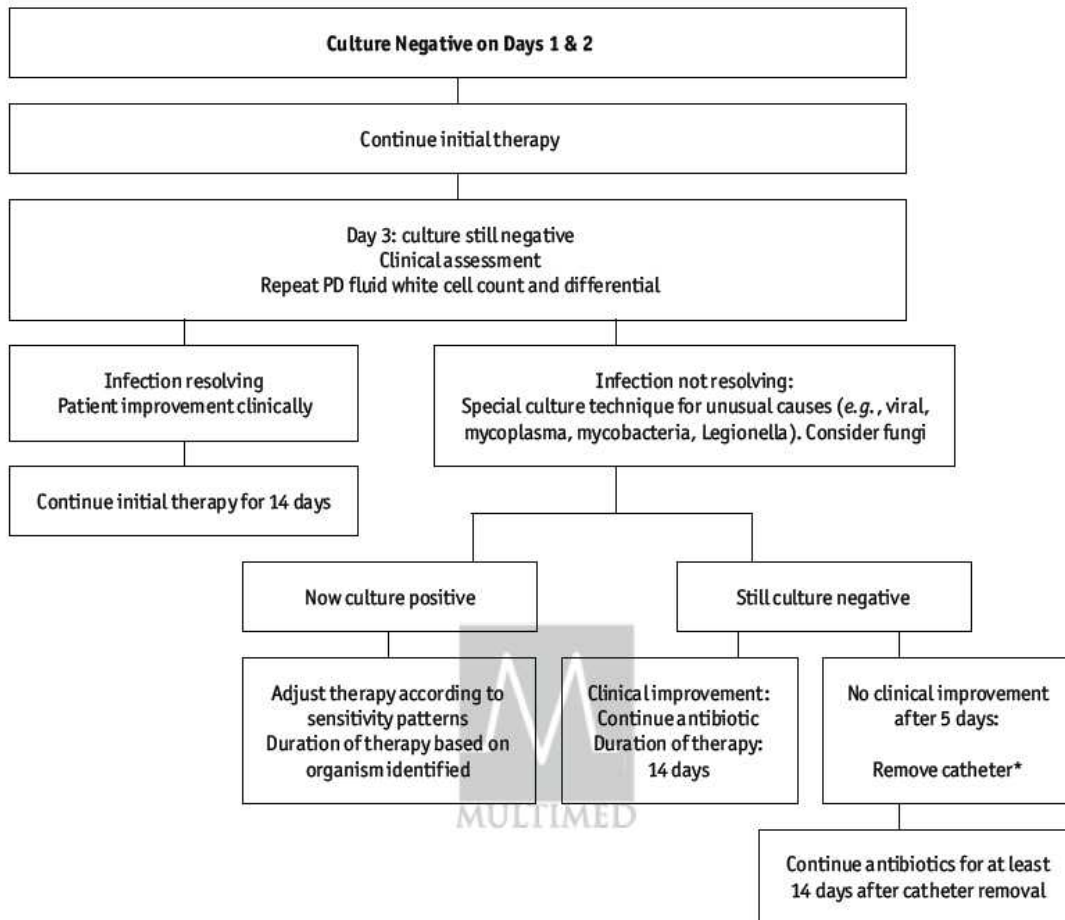 Culture Negative on Days 1 & 2
Continue initial therapy
Day 3: culture still negative
Clinical assessment
Repeat PD fluid white cell count and differential
Infection resolving
Patient improvement clinically
Infection not resolving:
Special culture technique for unusual causes (e.g., viral,
mycoplasma, mycobacteria, Legionella). Consider fungi
Continue initial therapy for 14 days
Now culture positive
Still culture negative
Adjust therapy according to
sensitivity patterns
Duration of therapy based on
organism identified
Clinical improvement:
Continue antibiotic
Duration of therapy:
14 days
No clinical improvement
after 5 days:
Remove catheter*
MULTIMED
Continue antibiotics for at least
14 days after catheter removal